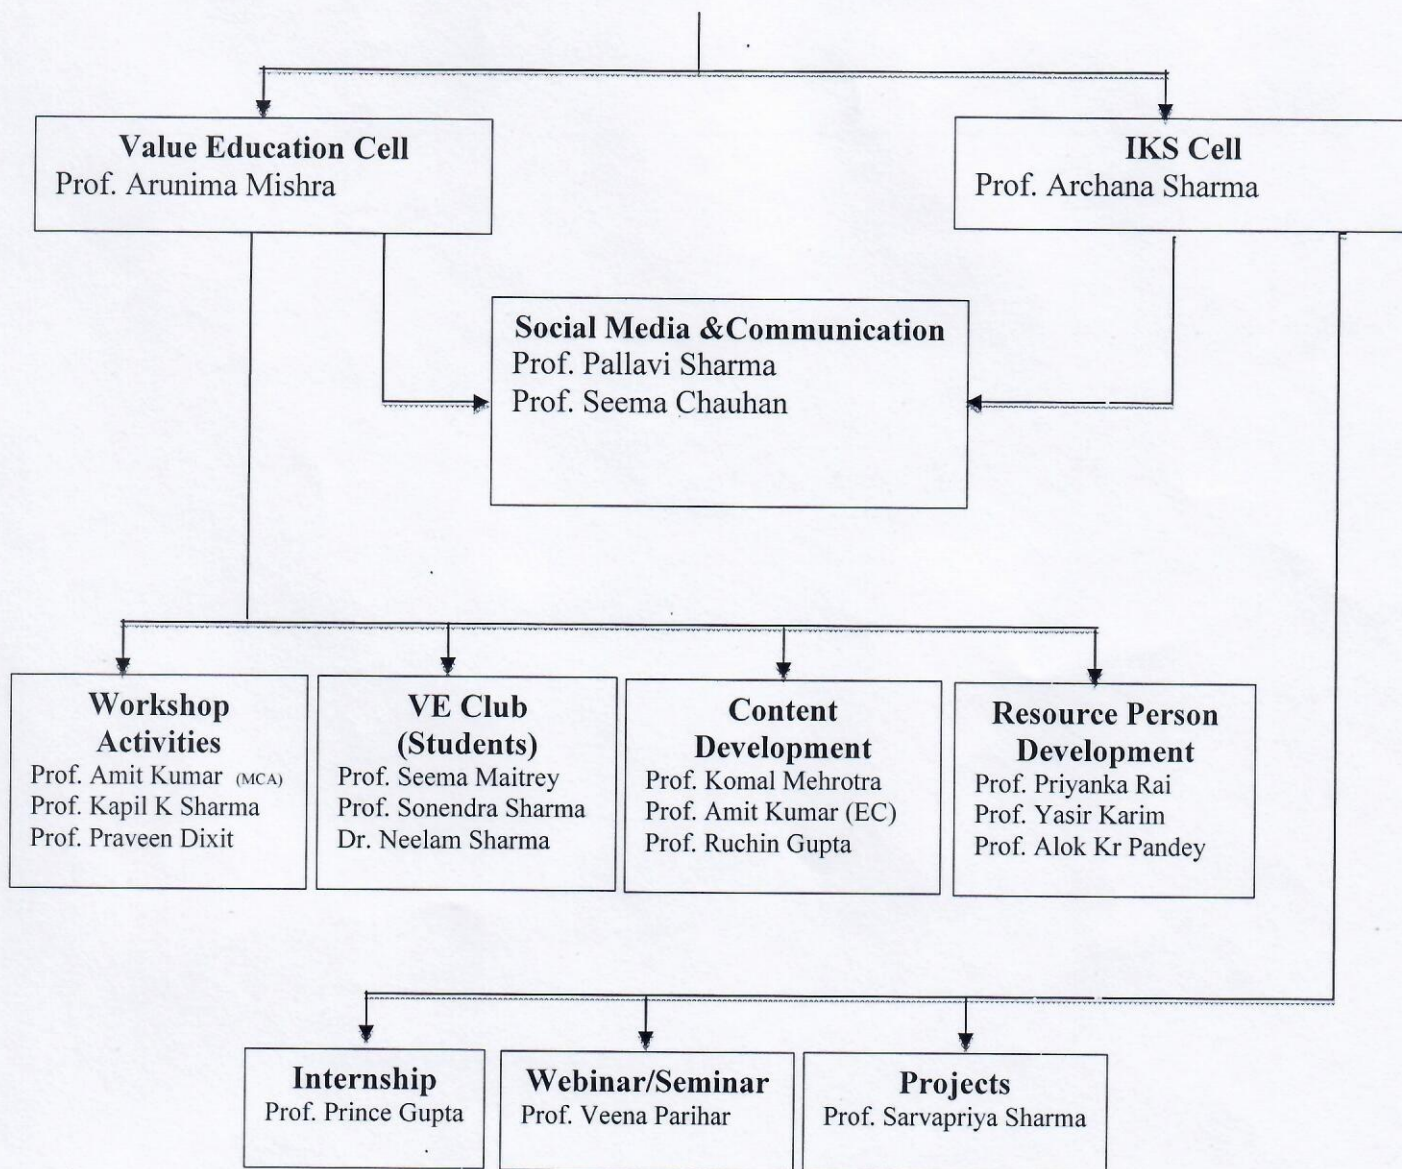 Value Education Cell
Prof. Arunima Mishra
IKS Cell
Prof. Archana Sharma
Social Media &Communication
Prof. Pallavi Sharma
Prof. Seema Chauhan
Workshop
Activities
Prof. Amit Kumar (MCA)
Prof. Kapil K Sharma
Prof. Praveen Dixit
VE Club
(Students)
Prof. Seema Maitrey
Prof. Sonendra Sharma
Dr. Neelam Sharma
Content
Development
Prof. Komal Mehrotra
Prof. Amit Kumar (EC)
Prof. Ruchin Gupta
Resource Person
Development
Prof. Priyanka Rai
Prof. Yasir Karim
Prof. Alok Kr Pandey
Internship
Prof. Prince Gupta
Webinar/Seminar
Prof. Veena Parihar
Projects
Prof. Sarvapriya Sharma